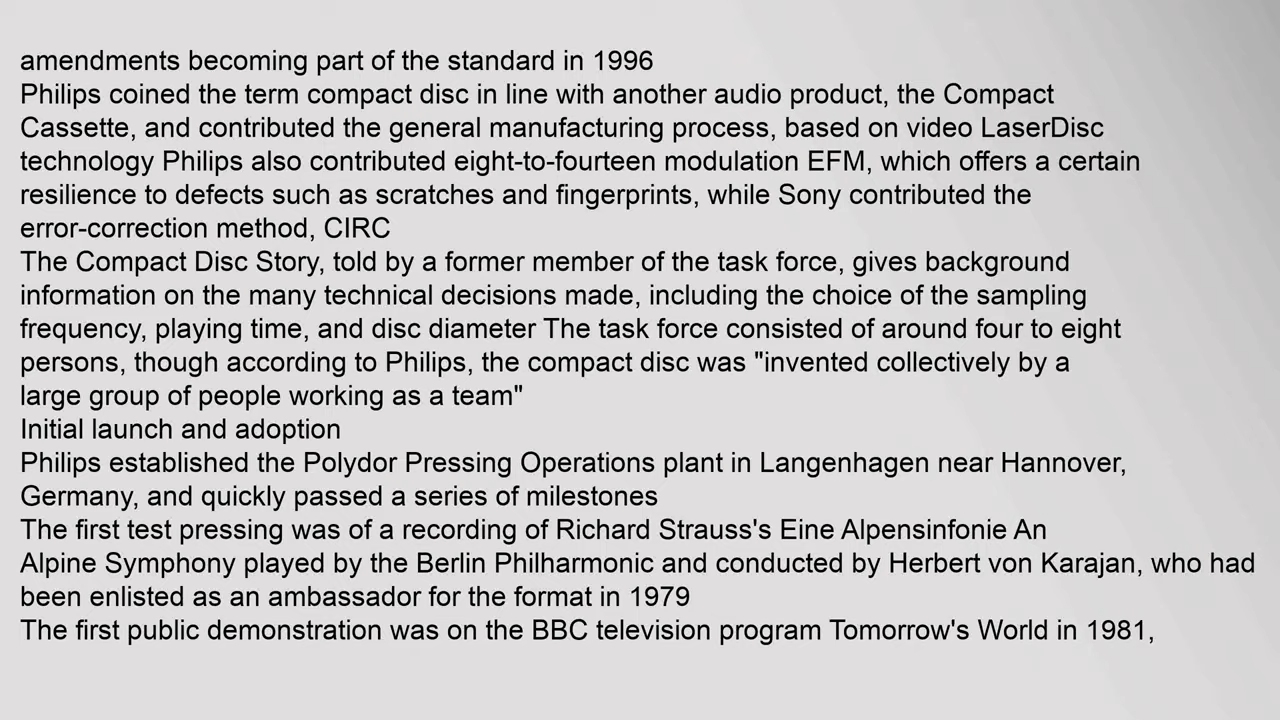 amendments becoming part of the standard in 1996
Philips coined the term compact disc in line with another audio product, the Compact
Cassette, and contributed the general manufacturing process, based on video LaserDisc
technology Philips also contributed eight-to-fourteen modulation EFM, which offers a certain
resilience to defects such as scratches and fingerprints, while Sony contributed the
error-correction method, CIRC
The Compact Disc Story, told by a former member of the task force, gives background
information on the many technical decisions made, including the choice of the sampling
frequency, playing time, and disc diameter The task force consisted of around four to eight
persons, though according to Philips, the compact disc was "invented collectively by a
large group of people working as a team"
Initial launch and adoption
Philips established the Polydor Pressing Operations plant in Langenhagen near Hannover,
Germany, and quickly passed a series of milestones
The first test pressing was of a recording of Richard Strauss's Eine Alpensinfonie An
Alpine Symphony played by the Berlin Philharmonic and conducted by Herbert von Karajan, who had
been enlisted as an ambassador for the format in 1979
The first public demonstration was on the BBC television program Tomorrow's World in 1981,